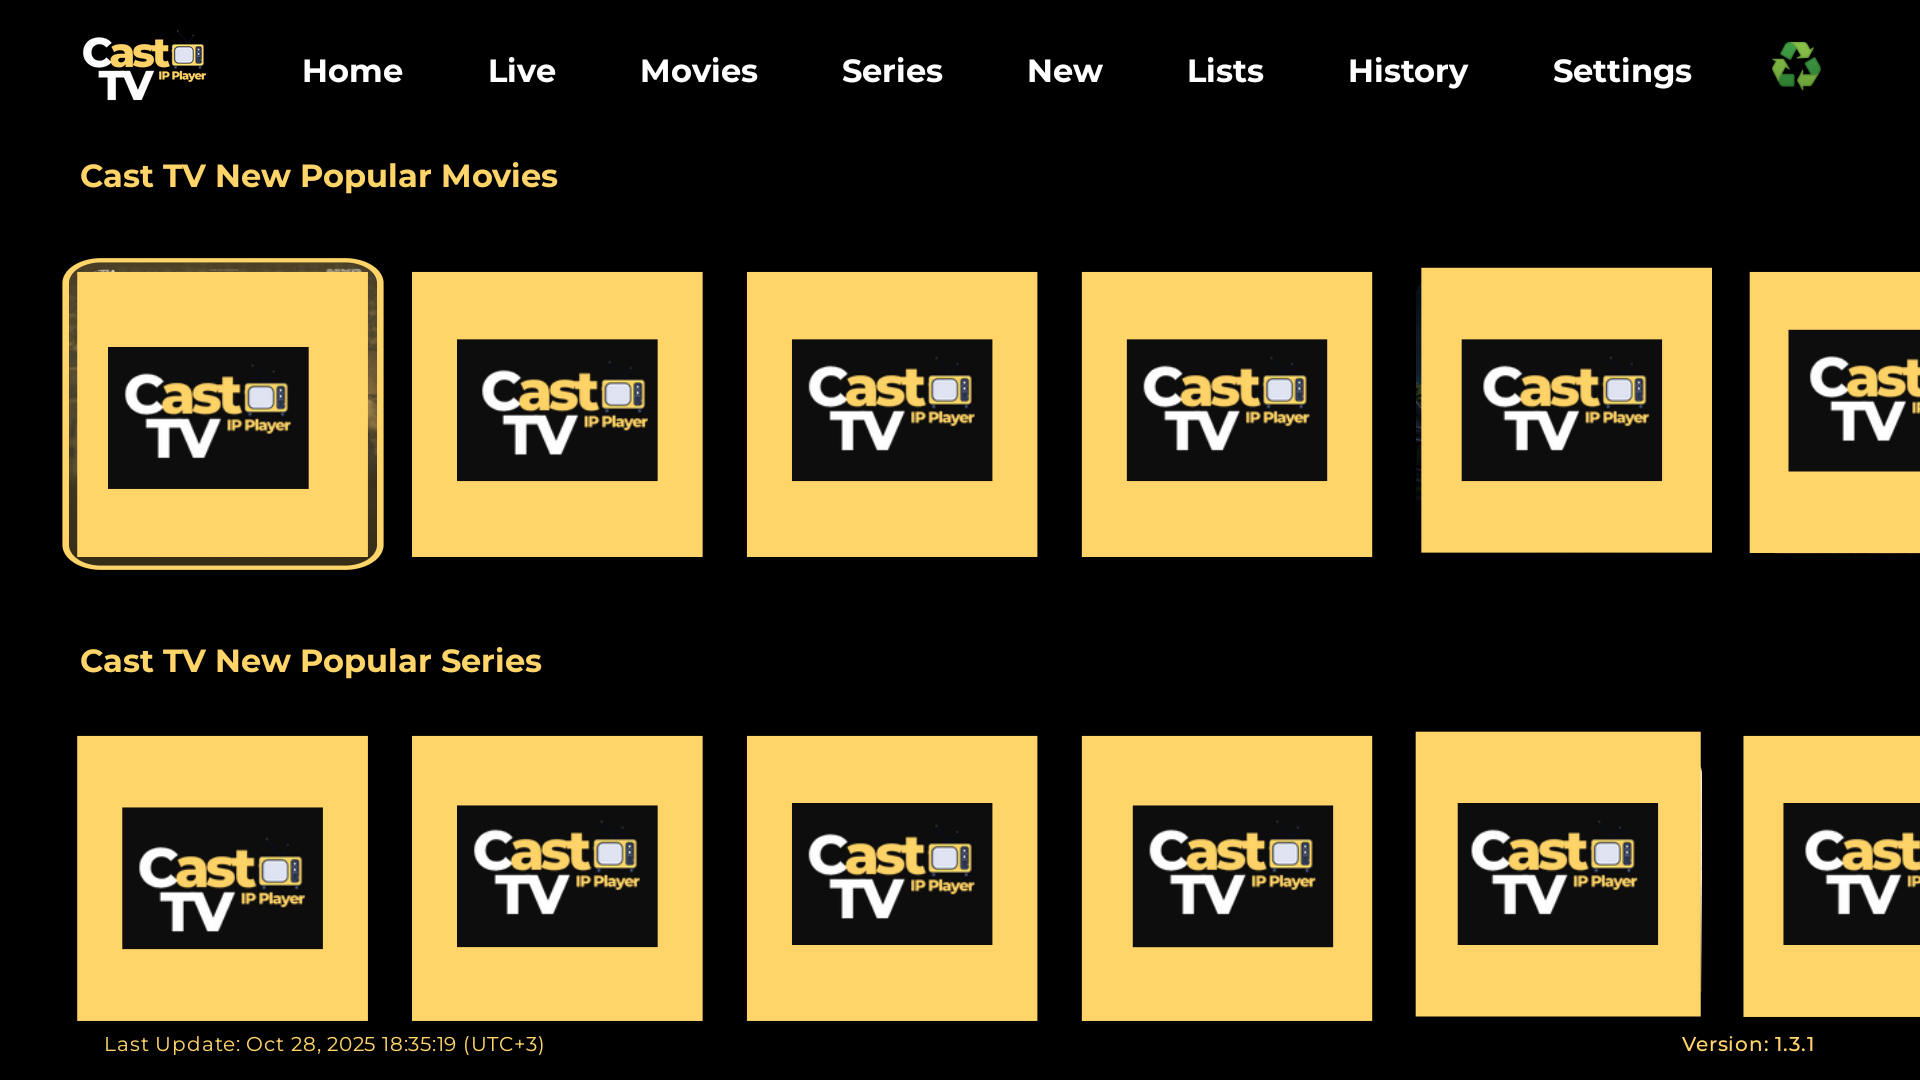 Cast
TV IP Player
Home Live Movies Series New Lists History Settings
Cast TV New Popular Movies
Cast
TV IP Player
Cast
TV IP Player
Cast
TV IP Player
Cast
TV IP Player
Cast
TV IP Player
Cast
TV
Cast TV New Popular Series
Cast
TV IP Player
Cast
TV IP Player
Cast
TV IP Player
Cast
TV IP Player
Cast
TV IP Player
Cast
TV
Last Update: Oct 28, 2025 18:35:19 (UTC+3)
Version: 1.3.1